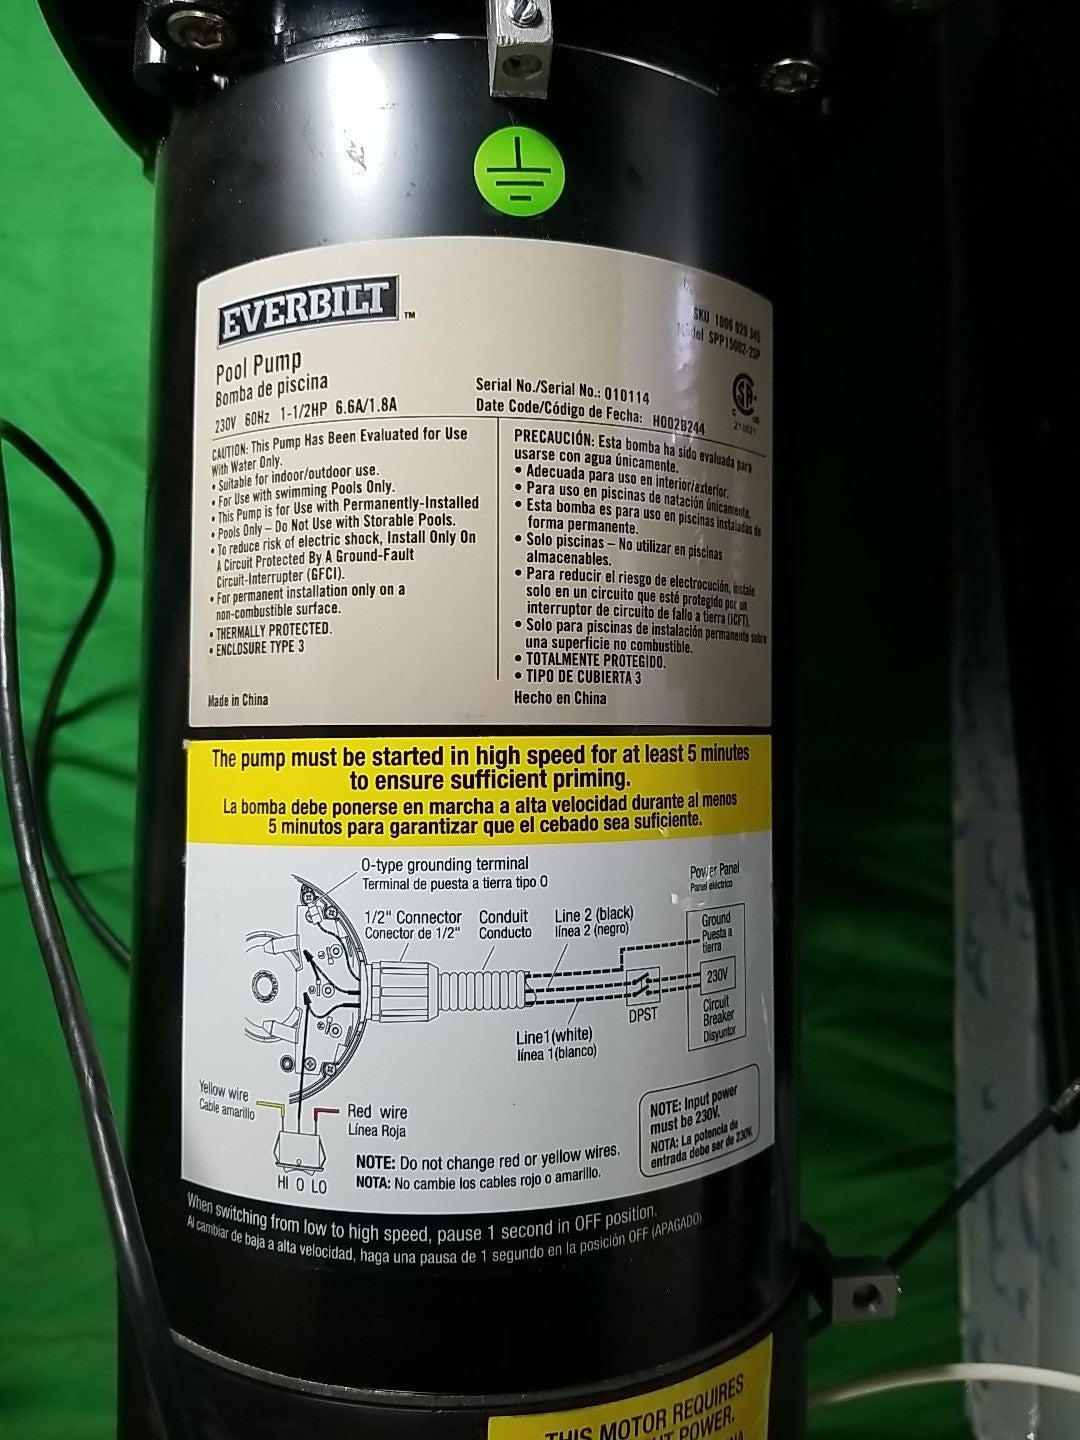 EVERBILT™
Pool Pump
Bomba de piscina
230V 60Hz 1-1/2HP 6.6A/1.8A
SKU 1006 029 345
Model SPP15002-2SP
Serial No./Serial No.: 010114
Date Code/Código de Fecha: H002B244
CAUTION: This Pump Has Been Evaluated for Use
With Water Only.
• Suitable for indoor/outdoor use.
• For Use with swimming Pools Only.
• This Pump is for Use with Permanently-Installed
• Pools Only – Do Not Use with Storable Pools.
• To reduce risk of electric shock, Install Only On
A Circuit Protected By A Ground-Fault
Circuit-Interrupter (GFCI).
• For permanent installation only on a
non-combustible surface.
• THERMALLY PROTECTED.
• ENCLOSURE TYPE 3
Made in China
PRECAUCIÓN: Esta bomba ha sido evaluada para
usarse con agua únicamente.
• Adecuada para uso en interior/exterior.
• Para uso en piscinas de natación únicamente.
• Esta bomba es para uso en piscinas instaladas de
forma permanente.
• Solo piscinas – No utilizar en piscinas
almacenables.
• Para reducir el riesgo de electrocución, instale
solo en un circuito que esté protegido por un
interruptor de circuito de fallo a tierra (ICFT).
• Solo para piscinas de instalación permanente sobre
una superficie no combustible.
• TOTALMENTE PROTEGIDO.
• TIPO DE CUBIERTA 3
Hecho en China
The pump must be started in high speed for at least 5 minutes
to ensure sufficient priming.
La bomba debe ponerse en marcha a alta velocidad durante al menos
5 minutos para garantizar que el cebado sea suficiente.
O-type grounding terminal
Terminal de puesta a tierra tipo O
1/2" Connector
Conector de 1/2"
Conduit
Conducto
Line 2 (black)
línea 2 (negro)
Power Panel
Panel eléctrico
Ground
Puesta a
tierra
230V
Circuit
Breaker
Disyuntor
DPST
Line1 (white)
línea 1(blanco)
Yellow wire
Cable amarillo
Red wire
Línea Roja
HI O LO
NOTE: Do not change red or yellow wires.
NOTA: No cambie los cables rojo o amarillo.
NOTE: Input power
must be 230V.
NOTA: La potencia de
entrada debe ser de 230V.
When switching from low to high speed, pause 1 second in OFF position.
Al cambiar de baja a alta velocidad, haga una pausa de 1 segundo en la posición OFF (APAGADO)
THIS MOTOR REQUIRES
POWER.